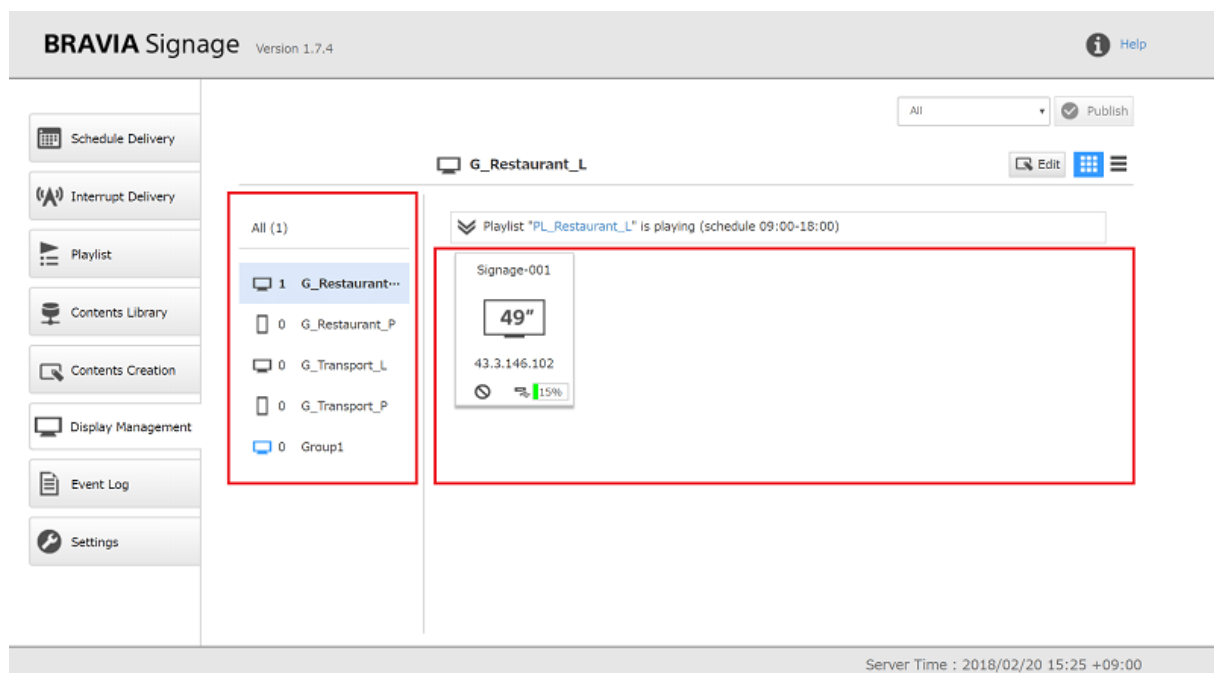 BRAVIA Signage Version 1.7.4
Help
All
Publish
Schedule Delivery
Interrupt Delivery
Playlist
Contents Library
Contents Creation
Display Management
Event Log
Settings
G_Restaurant_L
Edit
All (1)
1 G_Restaurant…
0 G_Restaurant_P
0 G_Transport_L
0 G_Transport_P
0 Group1
Playlist "PL_Restaurant_L" is playing (schedule 09:00-18:00)
Signage-001
49"
43.3.146.102
15%
Server Time : 2018/02/20 15:25 +09:00